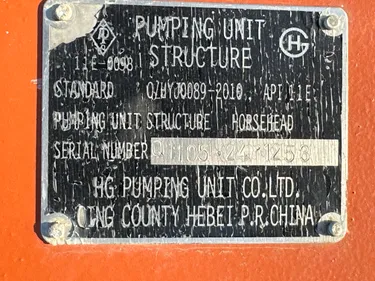 PUMPING UNIT
STRUCTURE
11E-0098
STANDARD Q/HYJ0089-2010. API 11E
PUMPING UNIT STRUCTURE HORSEHEAD
SERIAL NUMBER
HG PUMPING UNIT CO.LTD.
QING COUNTY HEBEI P.R.CHINA